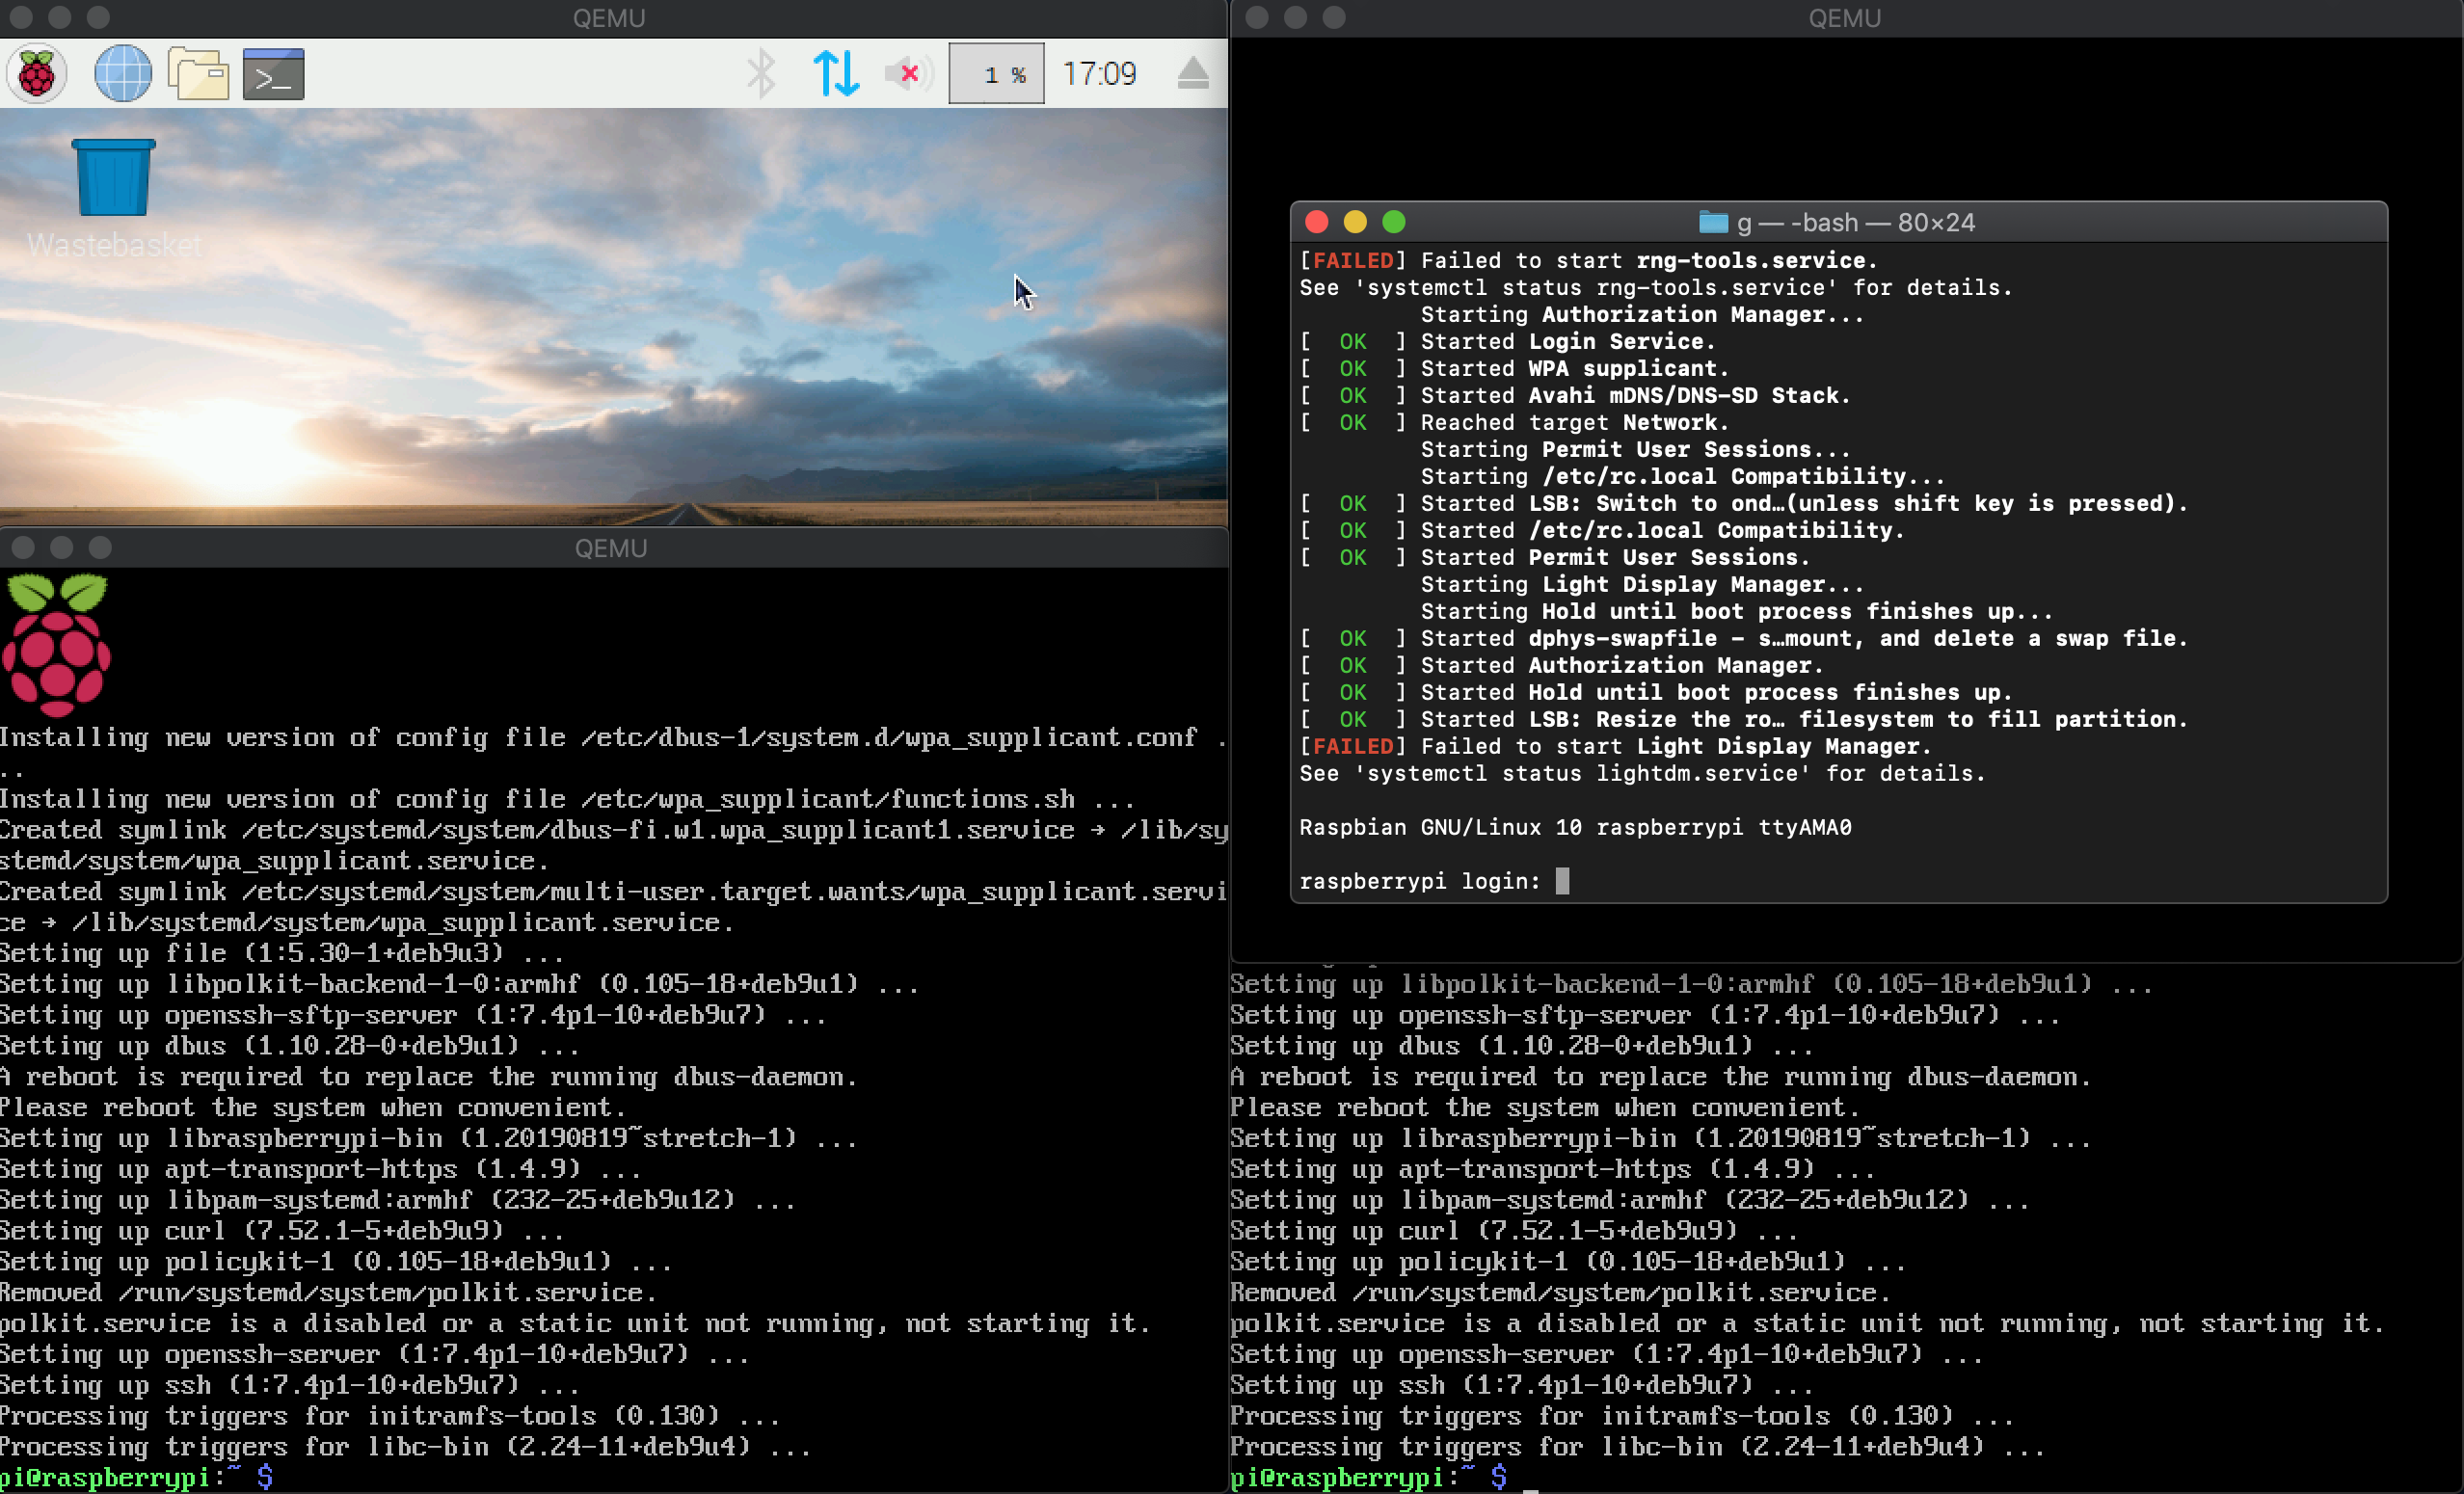 QEMU
1 %
17:09
Wastebasket
QEMU
Installing new version of config file /etc/dbus-1/system.d/wpa_supplicant.conf .
..
Installing new version of config file /etc/wpa_supplicant/functions.sh ...
Created symlink /etc/systemd/system/dbus-fi.w1.wpa_supplicant1.service → /lib/sy
stemd/system/wpa_supplicant.service.
Created symlink /etc/systemd/system/multi-user.target.wants/wpa_supplicant.servi
ce → /lib/systemd/system/wpa_supplicant.service.
Setting up file (1:5.30-1+deb9u3) ...
Setting up libpolkit-backend-1-0:armhf (0.105-18+deb9u1) ...
Setting up openssh-sftp-server (1:7.4p1-10+deb9u7) ...
Setting up dbus (1.10.28-0+deb9u1) ...
A reboot is required to replace the running dbus-daemon.
Please reboot the system when convenient.
Setting up libraspberrypi-bin (1.20190819~stretch-1) ...
Setting up apt-transport-https (1.4.9) ...
Setting up libpam-systemd:armhf (232-25+deb9u12) ...
Setting up curl (7.52.1-5+deb9u9) ...
Setting up policykit-1 (0.105-18+deb9u1) ...
Removed /run/systemd/system/polkit.service.
polkit.service is a disabled or a static unit not running, not starting it.
Setting up openssh-server (1:7.4p1-10+deb9u7) ...
Setting up ssh (1:7.4p1-10+deb9u7) ...
Processing triggers for initramfs-tools (0.130) ...
Processing triggers for libc-bin (2.24-11+deb9u4) ...
pi@raspberrypi:~ $
QEMU
g — -bash — 80×24
[FAILED] Failed to start rng-tools.service.
See 'systemctl status rng-tools.service' for details.
Starting Authorization Manager...
[  OK  ] Started Login Service.
[  OK  ] Started WPA supplicant.
[  OK  ] Started Avahi mDNS/DNS-SD Stack.
[  OK  ] Reached target Network.
Starting Permit User Sessions...
Starting /etc/rc.local Compatibility...
[  OK  ] Started LSB: Switch to ond…(unless shift key is pressed).
[  OK  ] Started /etc/rc.local Compatibility.
[  OK  ] Started Permit User Sessions.
Starting Light Display Manager...
Starting Hold until boot process finishes up...
[  OK  ] Started dphys-swapfile - s…mount, and delete a swap file.
[  OK  ] Started Authorization Manager.
[  OK  ] Started Hold until boot process finishes up.
[  OK  ] Started LSB: Resize the ro… filesystem to fill partition.
[FAILED] Failed to start Light Display Manager.
See 'systemctl status lightdm.service' for details.
Raspbian GNU/Linux 10 raspberrypi ttyAMA0
raspberrypi login:
Setting up libpolkit-backend-1-0:armhf (0.105-18+deb9u1) ...
Setting up openssh-sftp-server (1:7.4p1-10+deb9u7) ...
Setting up dbus (1.10.28-0+deb9u1) ...
A reboot is required to replace the running dbus-daemon.
Please reboot the system when convenient.
Setting up libraspberrypi-bin (1.20190819~stretch-1) ...
Setting up apt-transport-https (1.4.9) ...
Setting up libpam-systemd:armhf (232-25+deb9u12) ...
Setting up curl (7.52.1-5+deb9u9) ...
Setting up policykit-1 (0.105-18+deb9u1) ...
Removed /run/systemd/system/polkit.service.
polkit.service is a disabled or a static unit not running, not starting it.
Setting up openssh-server (1:7.4p1-10+deb9u7) ...
Setting up ssh (1:7.4p1-10+deb9u7) ...
Processing triggers for initramfs-tools (0.130) ...
Processing triggers for libc-bin (2.24-11+deb9u4) ...
pi@raspberrypi:~ $